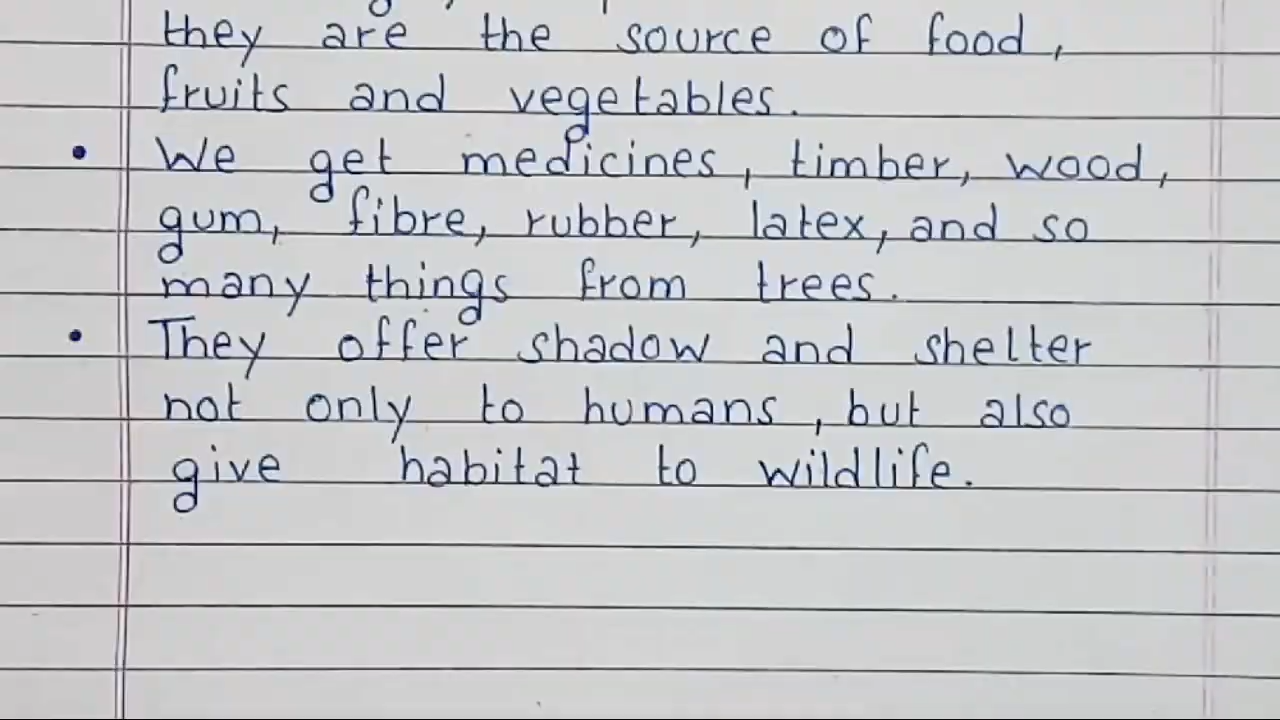 they are the source of food,
fruits and vegetables.
• We get medicines, timber, wood,
gum, fibre, rubber, latex, and so
many things from trees.
• They offer shadow and shelter
not only to humans, but also
give habitat to wildlife.